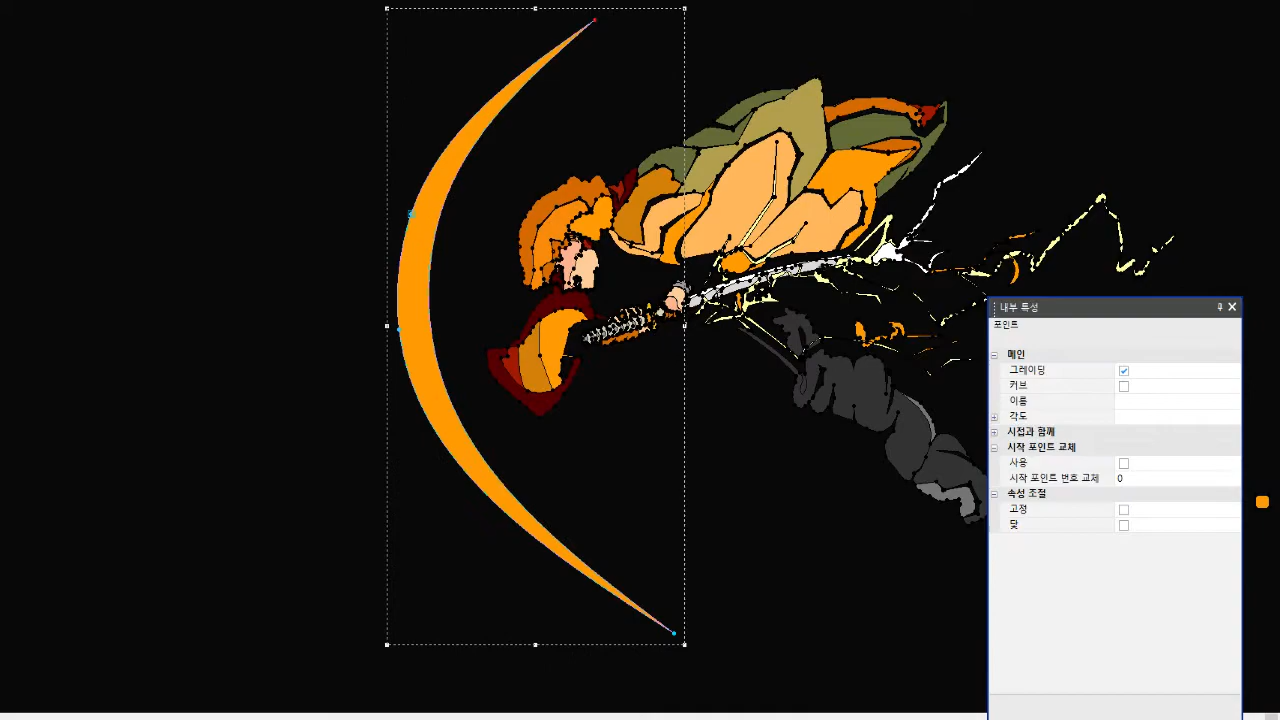 내부 특성
포인트
메인
그레이딩
커브
이름
각도
시접과 함께
시작 포인트 교체
사용
시작 포인트 번호 교체 0
속성 조절
고정
닻